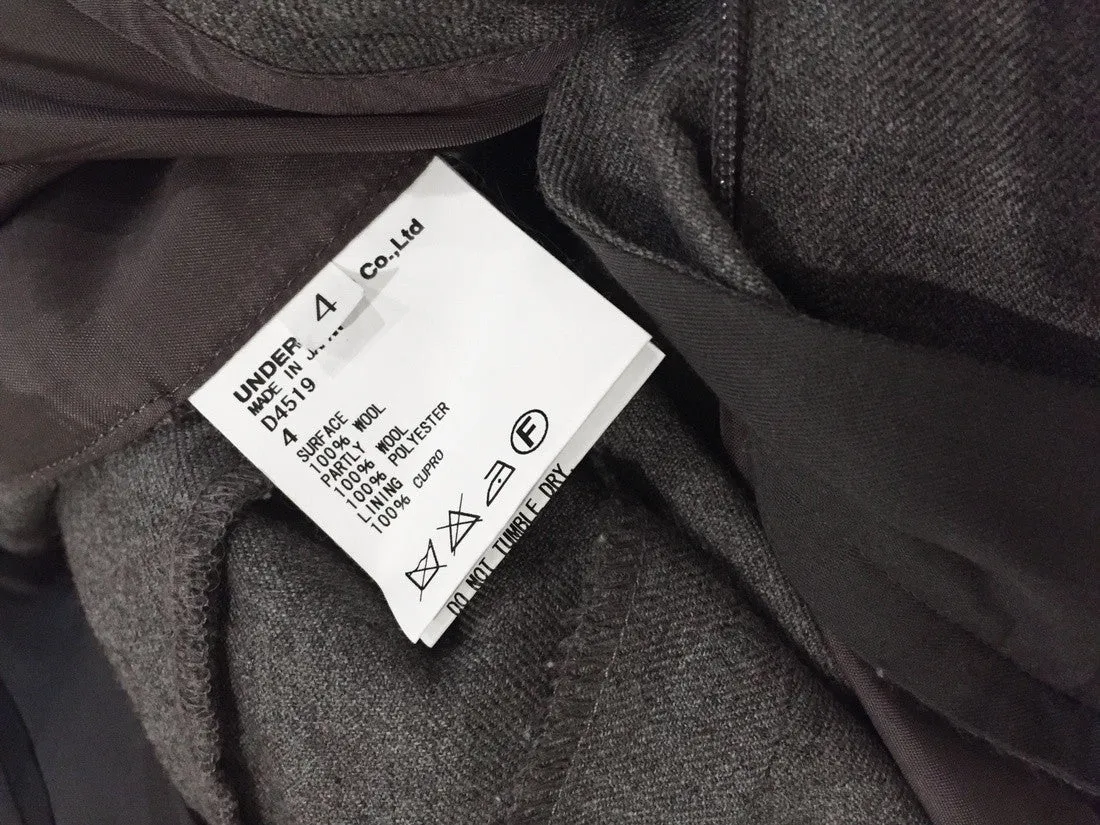 4
UNDER Co.,Ltd
MADE IN
D4519
4
SURFACE
100% WOOL
PARTLY
100% WOOL
100% POLYESTER
LINING
100% CUPRO
F
DO NOT TUMBLE DRY